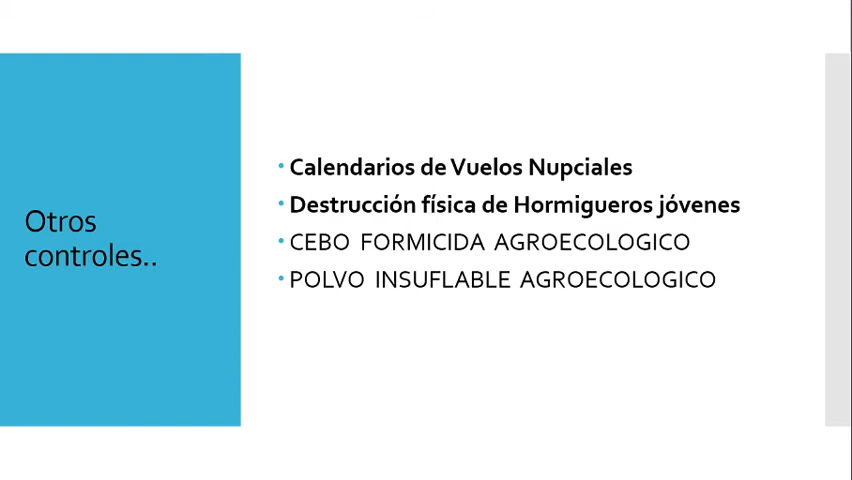 Otros
controles..
• Calendarios de Vuelos Nupciales
• Destrucción física de Hormigueros jóvenes
• CEBO FORMICIDA AGROECOLOGICO
• POLVO INSUFLABLE AGROECOLOGICO